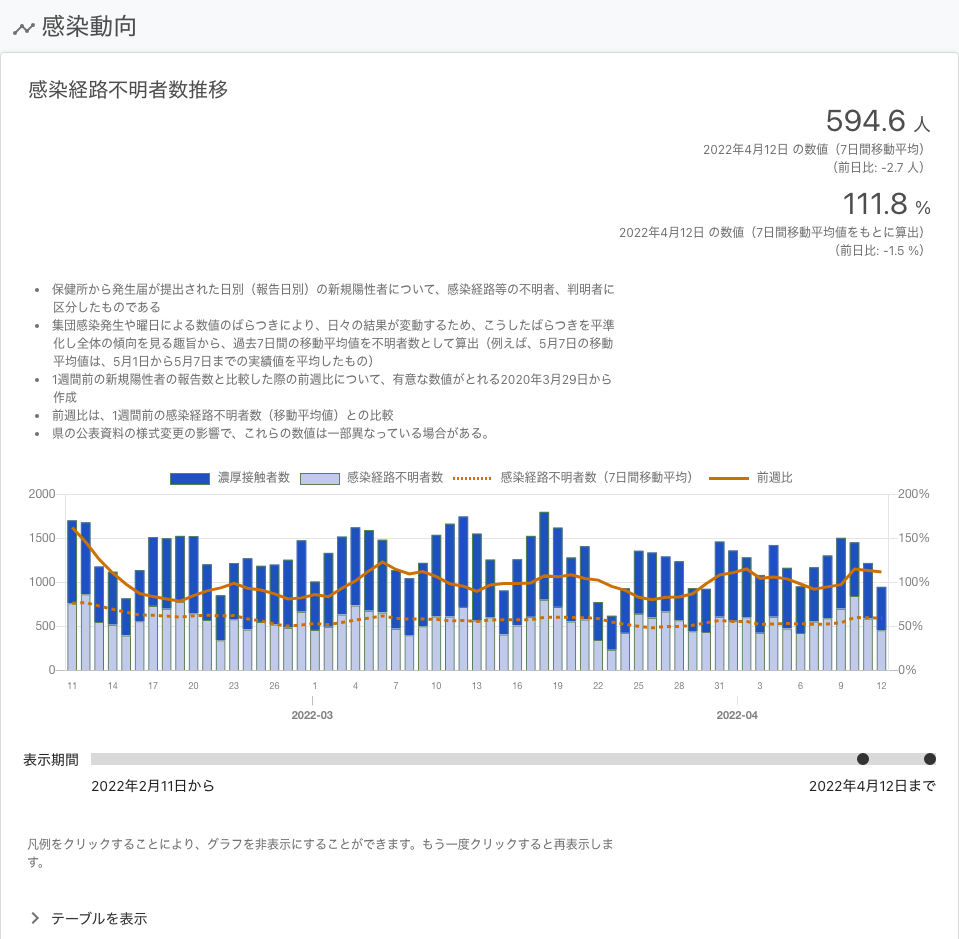 感染動向
感染経路不明者数推移
594.6 人
2022年4月12日 の数値（7日間移動平均）
（前日比: -2.7 人）
111.8 %
2022年4月12日 の数値（7日間移動平均値をもとに算出）
（前日比: -1.5 %）
• 保健所から発生届が提出された日別（報告日別）の新規陽性者について、感染経路等の不明者、判明者に
区分したものである
• 集団感染発生や曜日による数値のばらつきにより、日々の結果が変動するため、こうしたばらつきを平準
化し全体の傾向を見る趣旨から、過去7日間の移動平均値を不明者数として算出（例えば、5月7日の移動
平均値は、5月1日から5月7日までの実績値を平均したもの）
• 1週間前の新規陽性者の報告数と比較した際の前週比について、有意な数値がとれる2020年3月29日から
作成
• 前週比は、1週間前の感染経路不明者数（移動平均値）との比較
• 県の公表資料の様式変更の影響で、これらの数値は一部異なっている場合がある。
濃厚接触者数 感染経路不明者数 感染経路不明者数（7日間移動平均） 前週比
2000 200%
1500 150%
1000 100%
500 50%
0 0%
11 14 17 20 23 26 1 4 7 10 13 16 19 22 25 28 31 3 6 9 12
2022-03 2022-04
表示期間
2022年2月11日から 2022年4月12日まで
凡例をクリックすることにより、グラフを非表示にすることができます。もう一度クリックすると再表示しま
す。
テーブルを表示